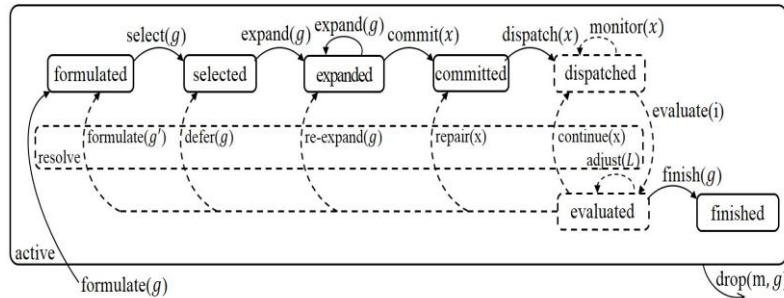 select(g) expand(g) expand(g) commit(x) dispatch(x) monitor(x)
formulated selected expanded committed dispatched
evaluate(i)
formulate(g') defer(g) re-expand(g) repair(x) continue(x)
resolve adjust(L)
finish(g)
evaluated finished
active
formulate(g) drop(m, g